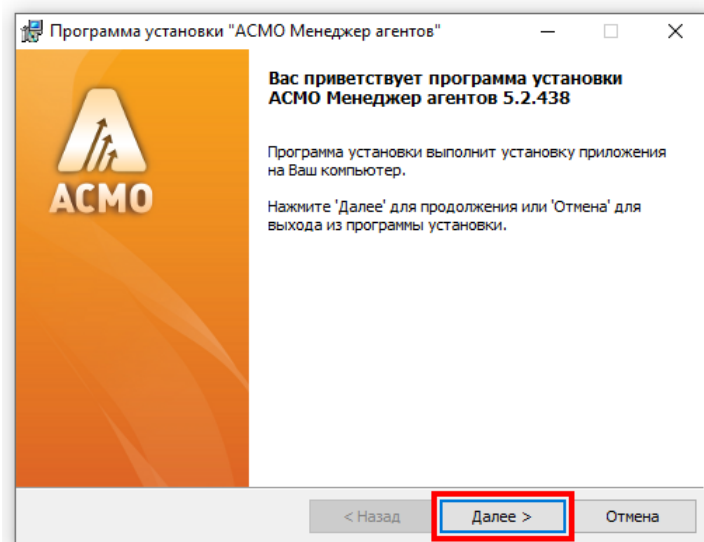 Программа установки "АСМО Менеджер агентов"
Вас приветствует программа установки
АСМО Менеджер агентов 5.2.438
АСМО
Программа установки выполнит установку приложения
на Ваш компьютер.
Нажмите 'Далее' для продолжения или 'Отмена' для
выхода из программы установки.
< Назад
Далее >
Отмена